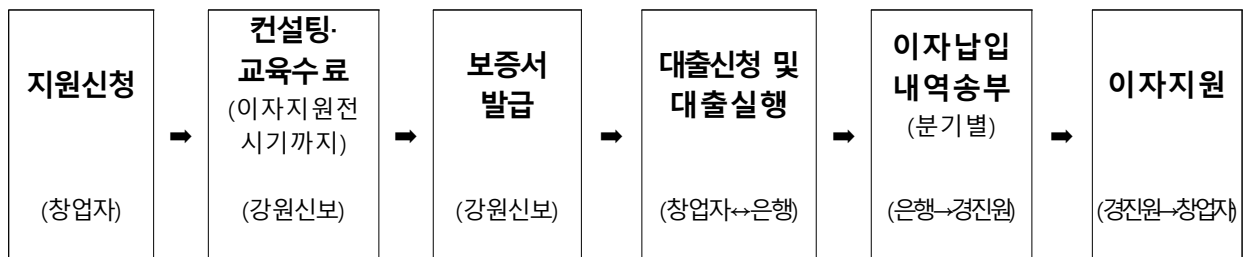 지원신청
(창업자)
➡
컨설팅·
교육수료
(이자지원전
시기까지)
(강원신보)
➡
보증서
발급
(강원신보)
➡
대출신청 및
대출실행
(창업자↔은행)
➡
이자납입
내역송부
(분기별)
(은행→경진원)
➡
이자지원
(경진원→창업자)